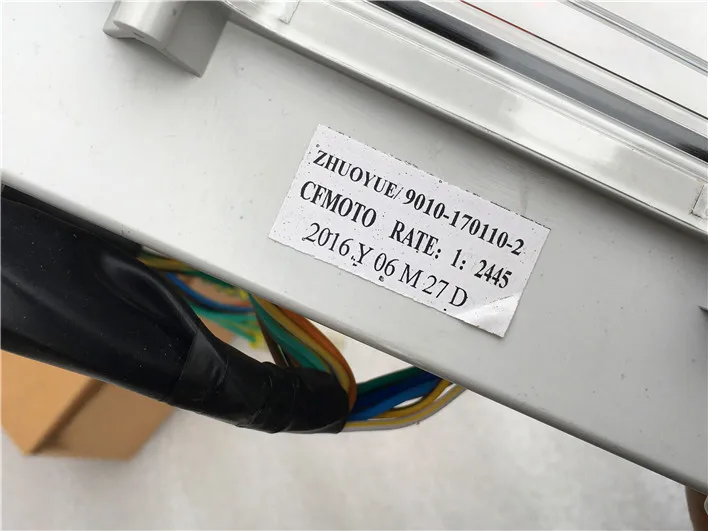 ZHUOYUE/ 9010-170110-2
CFMOTO RATE: 1: 2445
2016 Y 06 M 27 D